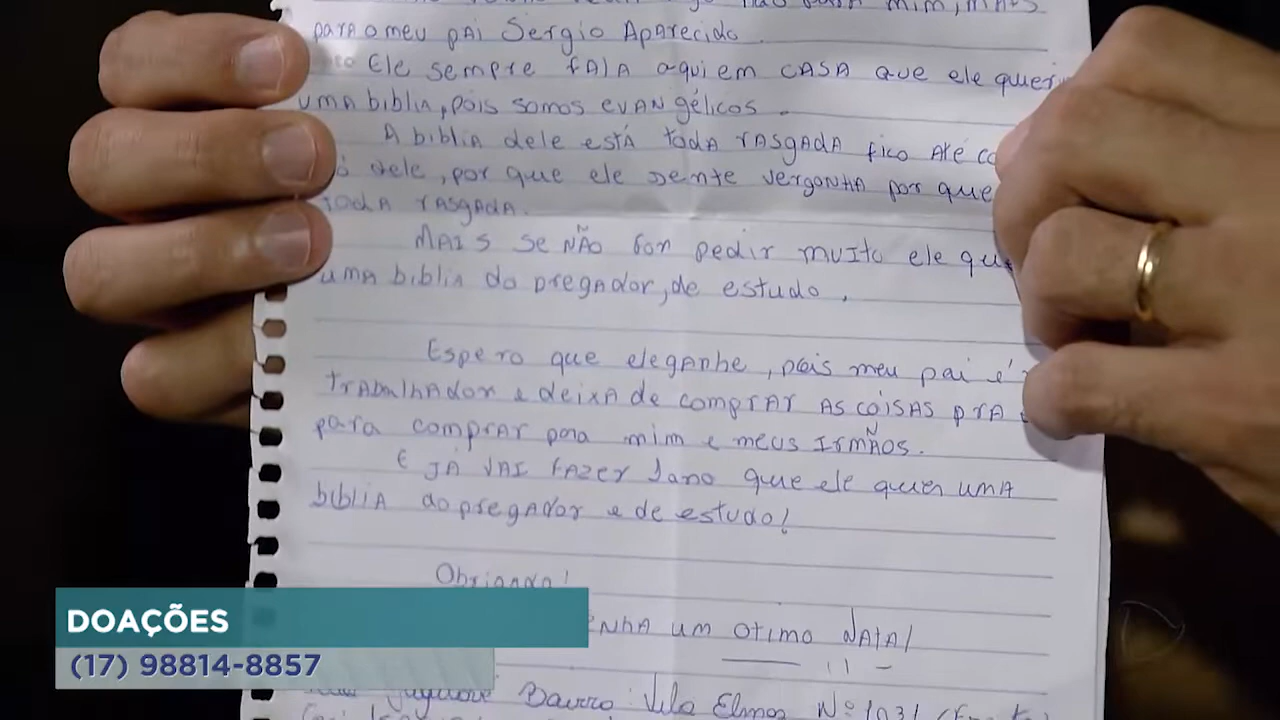 não para mim, mas
para o meu pai Sergio Aparecido
Ele sempre fala aqui em casa que ele quer
uma biblia, pois somos evangélicos.
A biblia dele está toda rasgada fico até
dele, por que ele sente vergonha por que
toda rasgada.
Mais se não for pedir muito ele
uma biblia do pregador, de estudo.
Espero que ele ganhe, pois meu pai é
trabalhador e deixa de comprar as coisas pra
para comprar pora mim e meus irmãos.
E já vai fazer 1 ano que ele quer uma
biblia do pregador e de estudo!
Obrigado!
um otimo Natal
Bairro: Vila Elmaz Nº 1031
DOAÇÕES
(17) 98814-8857